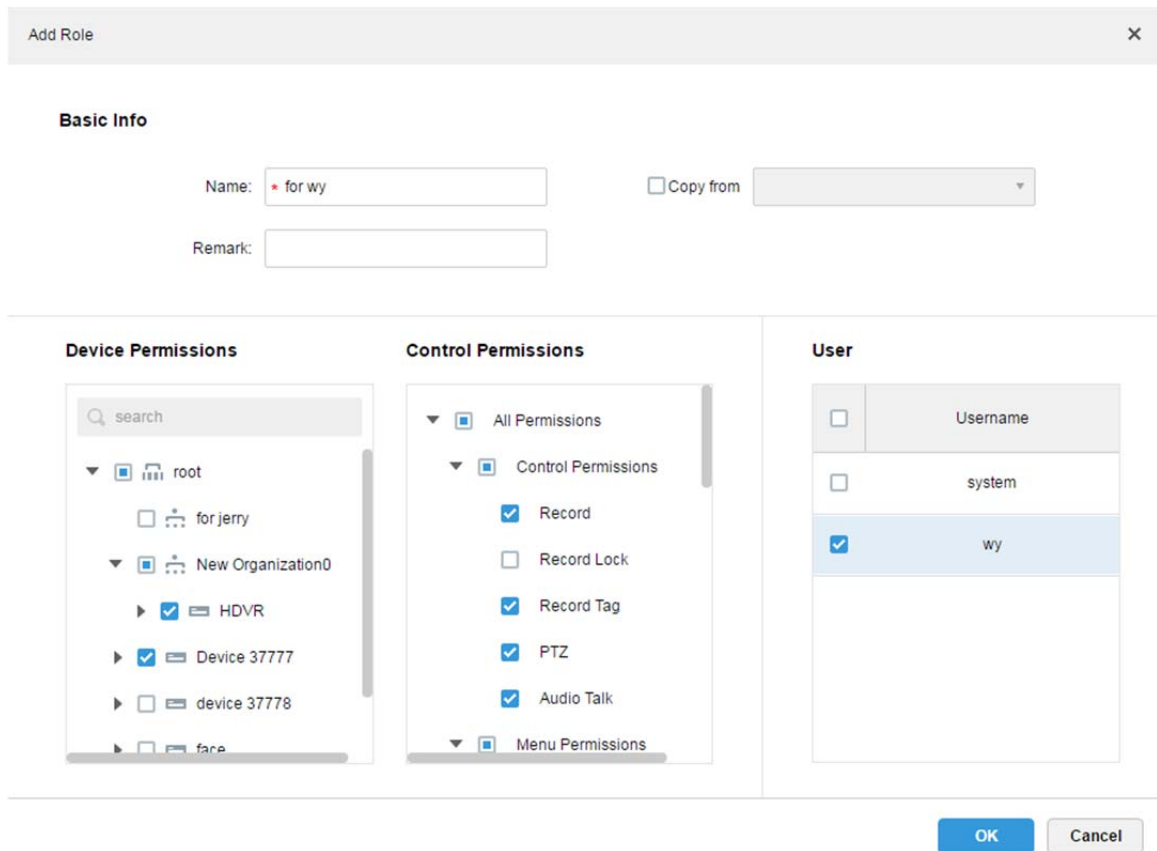 Add Role
Basic Info
Name: * for wy
Copy from
Remark:
Device Permissions
search
root
for jerry
New Organization0
HDVR
Device 37777
device 37778
face
Control Permissions
All Permissions
Control Permissions
Record
Record Lock
Record Tag
PTZ
Audio Talk
Menu Permissions
User
Username
system
wy
OK Cancel